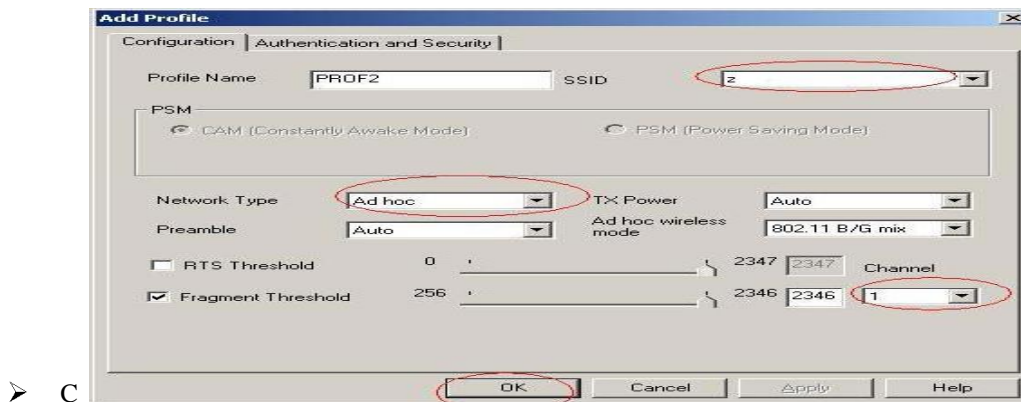 Add Profile
Configuration Authentication and Security
Profile Name PROF2 SSID z
PSM
CAM (Constantly Awake Mode) PSM (Power Saving Mode)
Network Type Ad hoc TX Power Auto
Preamble Auto Ad hoc wireless mode 802.11 B/G mix
RTS Threshold 0 2347 2347 Channel
Fragment Threshold 256 2346 2346 1
➢ C OK Cancel Apply Help